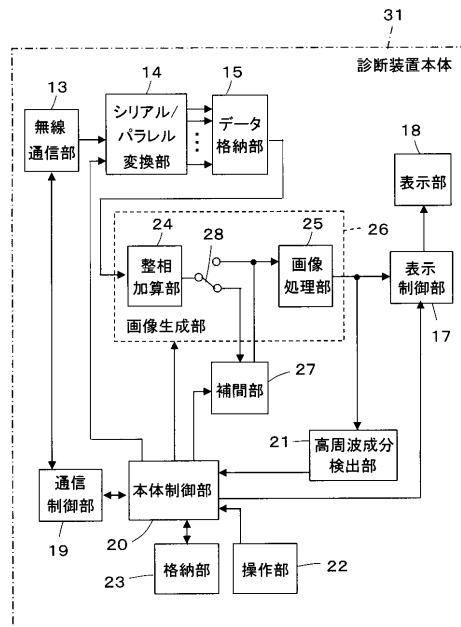 31
診断装置本体
13
14
15
無線
通信部
シリアル/
パラレル
変換部
データ
格納部
18
表示部
24
28
25
26
整相
加算部
画像
処理部
表示
制御部
17
画像生成部
補間部
27
21
高周波成分
検出部
通信
制御部
19
本体制御部
20
格納部
23
操作部
22